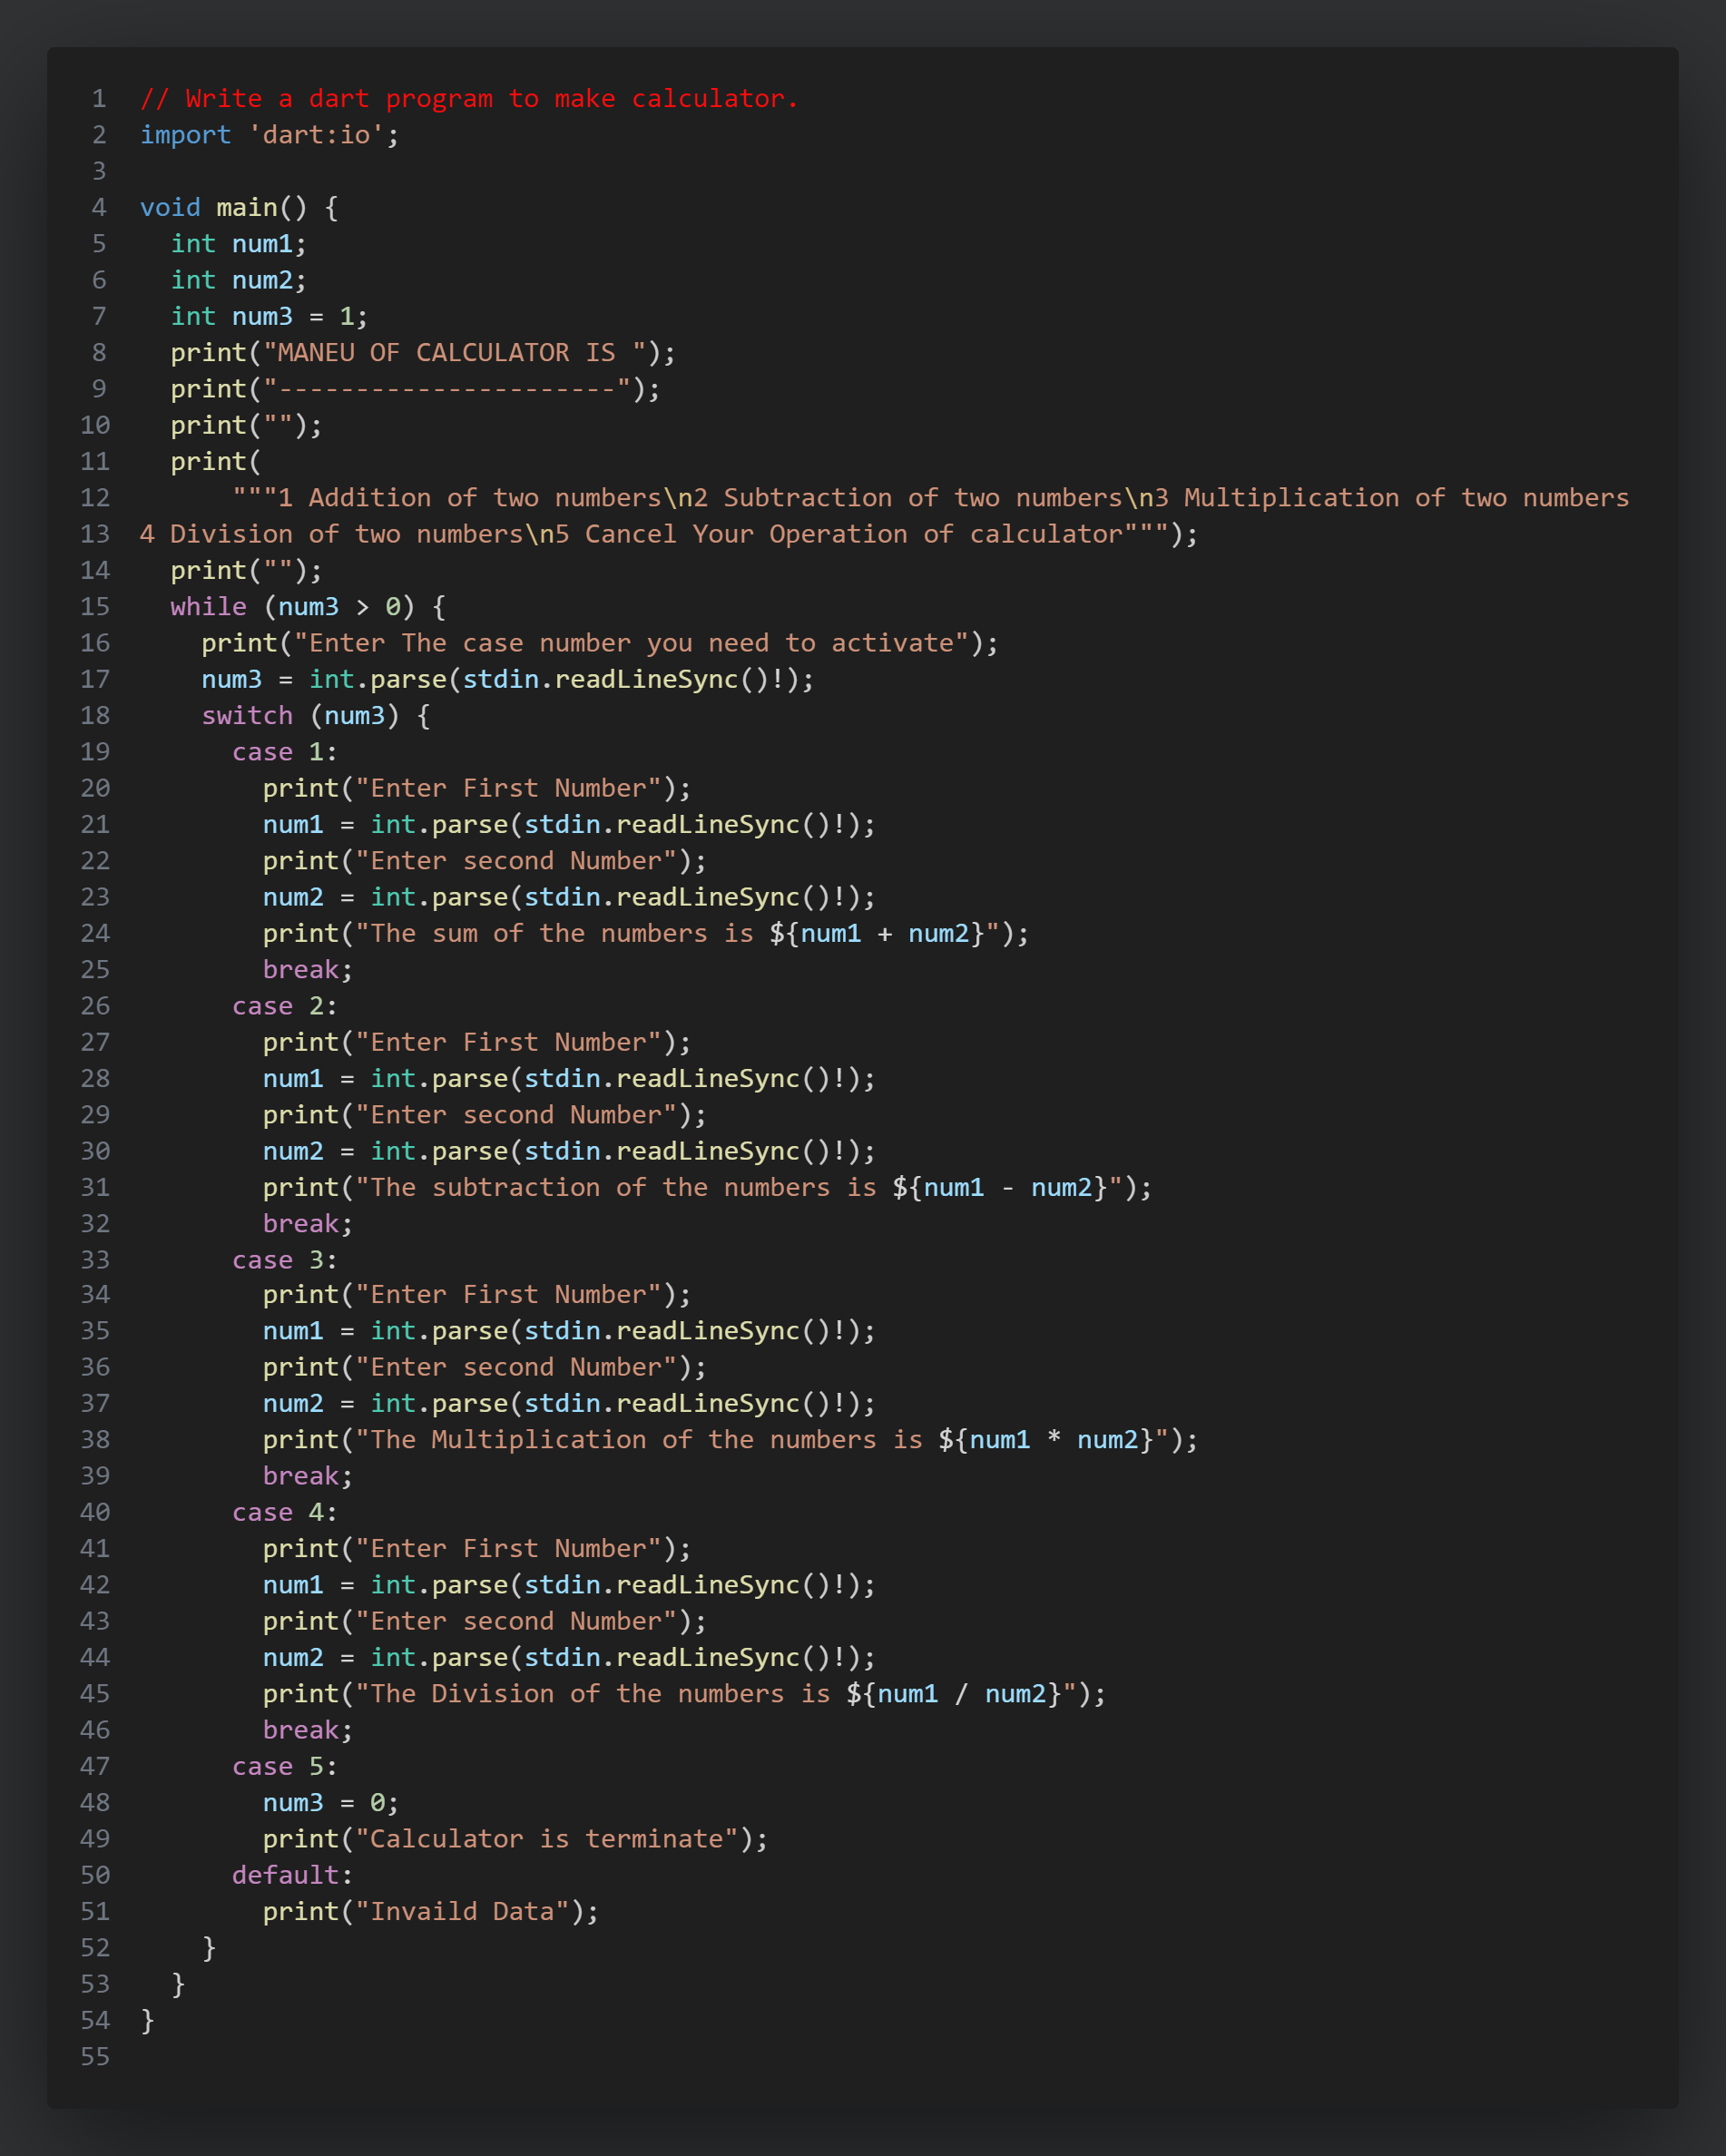 1 // Write a dart program to make calculator.
2 import 'dart:io';
3
4 void main() {
5   int num1;
6   int num2;
7   int num3 = 1;
8   print("MANEU OF CALCULATOR IS ");
9   print("----------------------");
10   print("");
11   print(
12       """1 Addition of two numbers\n2 Subtraction of two numbers\n3 Multiplication of two numbers
13 4 Division of two numbers\n5 Cancel Your Operation of calculator""");
14   print("");
15   while (num3 > 0) {
16     print("Enter The case number you need to activate");
17     num3 = int.parse(stdin.readLineSync()!);
18     switch (num3) {
19       case 1:
20         print("Enter First Number");
21         num1 = int.parse(stdin.readLineSync()!);
22         print("Enter second Number");
23         num2 = int.parse(stdin.readLineSync()!);
24         print("The sum of the numbers is ${num1 + num2}");
25         break;
26       case 2:
27         print("Enter First Number");
28         num1 = int.parse(stdin.readLineSync()!);
29         print("Enter second Number");
30         num2 = int.parse(stdin.readLineSync()!);
31         print("The subtraction of the numbers is ${num1 - num2}");
32         break;
33       case 3:
34         print("Enter First Number");
35         num1 = int.parse(stdin.readLineSync()!);
36         print("Enter second Number");
37         num2 = int.parse(stdin.readLineSync()!);
38         print("The Multiplication of the numbers is ${num1 * num2}");
39         break;
40       case 4:
41         print("Enter First Number");
42         num1 = int.parse(stdin.readLineSync()!);
43         print("Enter second Number");
44         num2 = int.parse(stdin.readLineSync()!);
45         print("The Division of the numbers is ${num1 / num2}");
46         break;
47       case 5:
48         num3 = 0;
49         print("Calculator is terminate");
50       default:
51         print("Invaild Data");
52     }
53   }
54 }
55